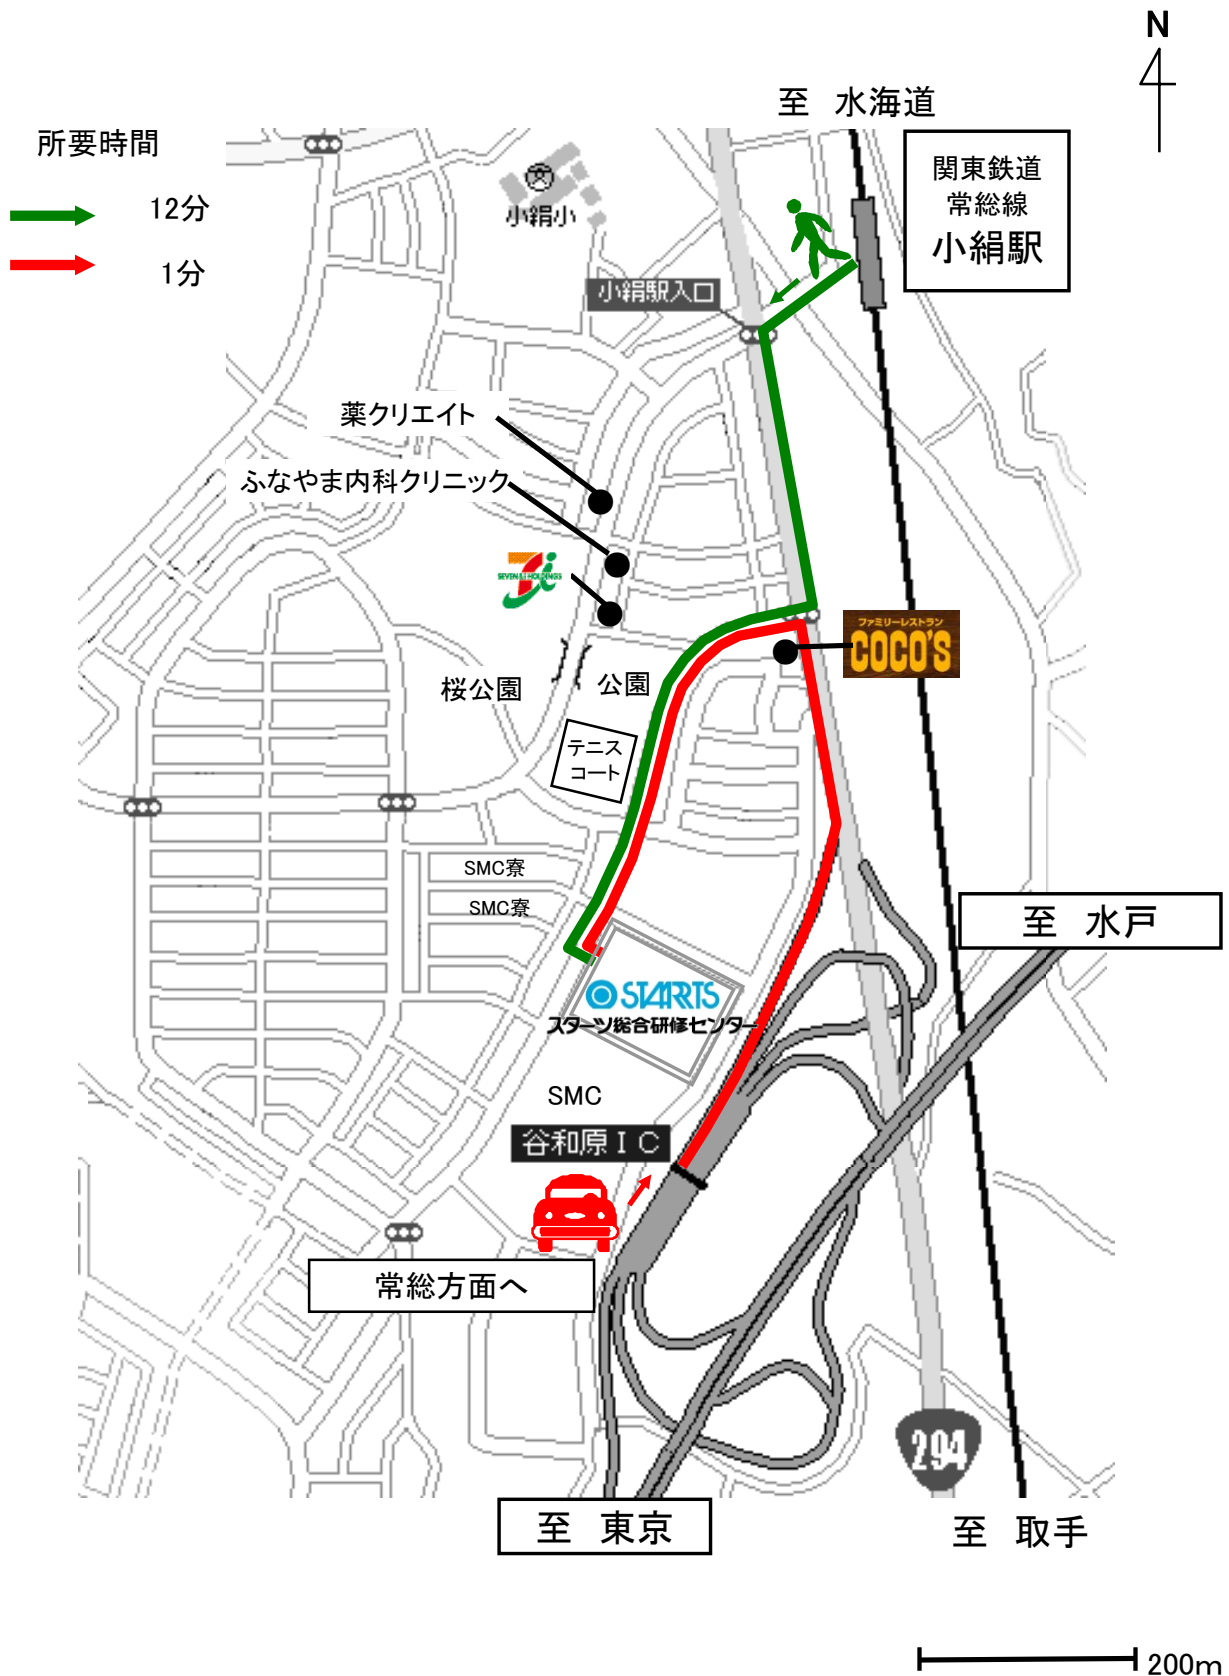 N
至 水海道
所要時間
12分
1分
関東鉄道
常総線
小絹駅
小絹小
小絹駅入口
薬クリエイト
ふなやま内科クリニック
SEVEN & i HOLDINGS
ファミリーレストラン
COCO'S
桜公園
公園
テニス
コート
SMC寮
SMC寮
至 水戸
STARTS
スターツ総合研修センター
SMC
谷和原IC
常総方面へ
294
至 東京
至 取手
200m